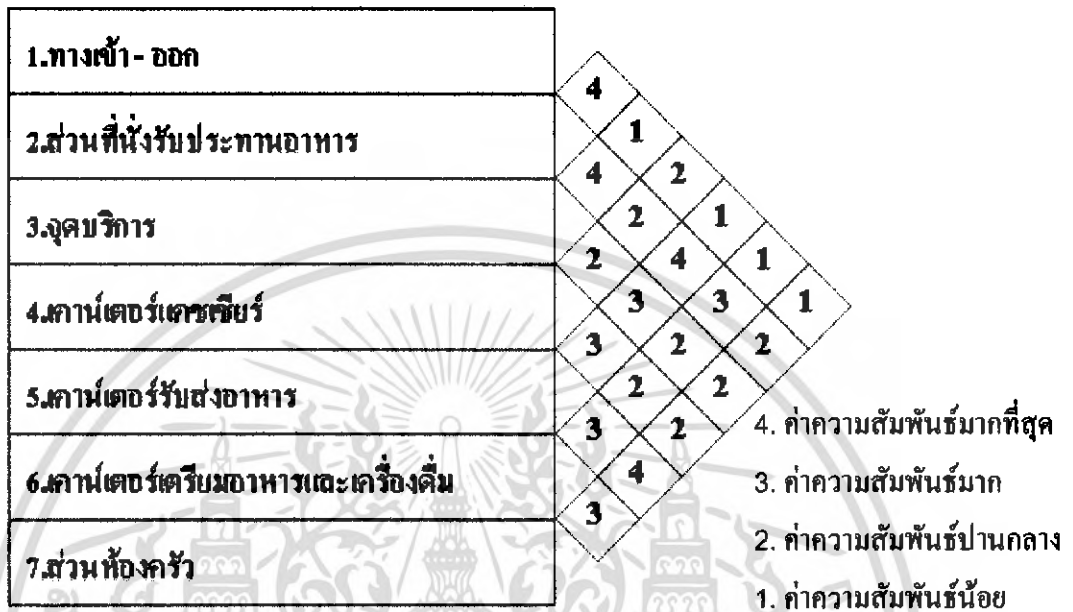 1.ทางเข้า - ออก
4
2.ส่วนที่นั่งรับประทานอาหาร
1
4
2
3.จุดบริการ
2
1
2
4
1
4.เคาน์เตอร์แคชเชียร์
3
3
1
3
2
2
5.เคาน์เตอร์รับส่งอาหาร
2
2
3
2
4. ค่าความสัมพันธ์มากที่สุด
6.เคาน์เตอร์เตรียมอาหารและเครื่องดื่ม
4
3. ค่าความสัมพันธ์มาก
3
2. ค่าความสัมพันธ์ปานกลาง
7.ส่วนห้องครัว
1. ค่าความสัมพันธ์น้อย